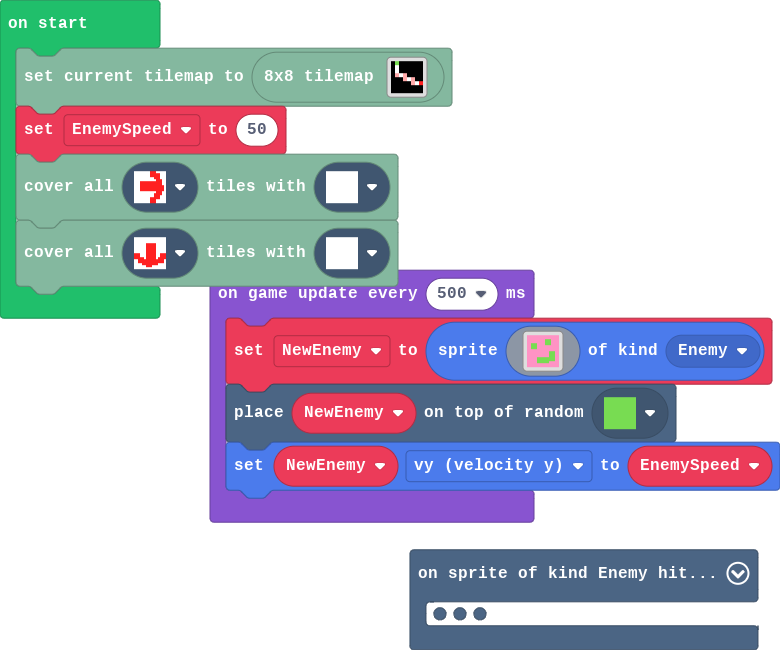 on start
set current tilemap to 8x8 tilemap
set EnemySpeed to 50
cover all tiles with
cover all tiles with
on game update every 500 ms
set NewEnemy to sprite of kind Enemy
place NewEnemy on top of random
set NewEnemy vy (velocity y) to EnemySpeed
on sprite of kind Enemy hit...